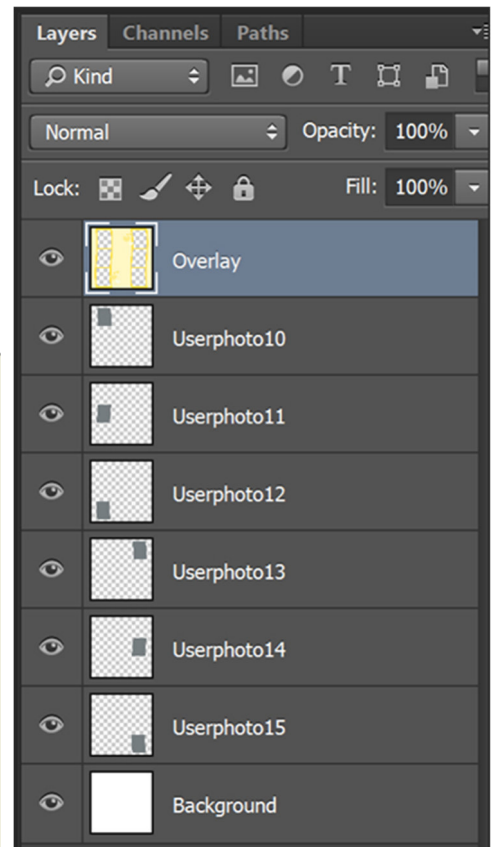 Layers Channels Paths
Kind T
Normal Opacity: 100%
Lock: Fill: 100%
Overlay
Userphoto10
Userphoto11
Userphoto12
Userphoto13
Userphoto14
Userphoto15
Background